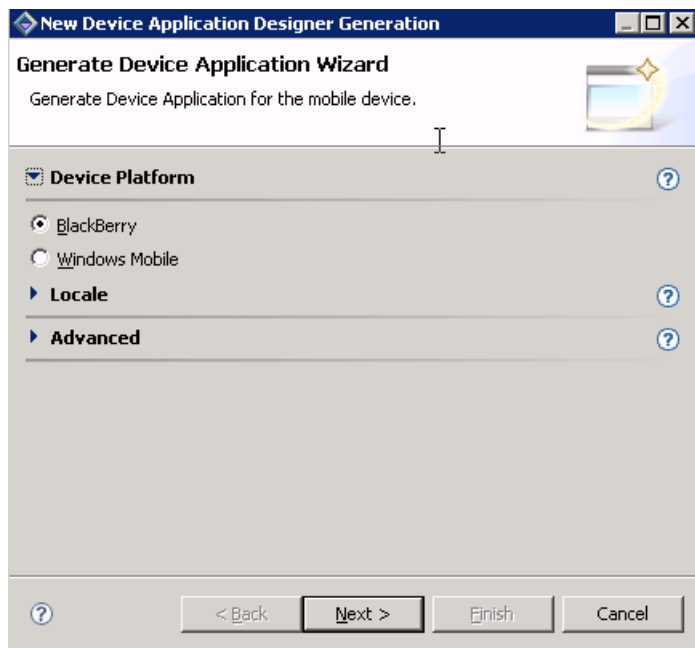 New Device Application Designer Generation
Generate Device Application Wizard
Generate Device Application for the mobile device.
Device Platform
BlackBerry
Windows Mobile
Locale
Advanced
< Back Next > Finish Cancel